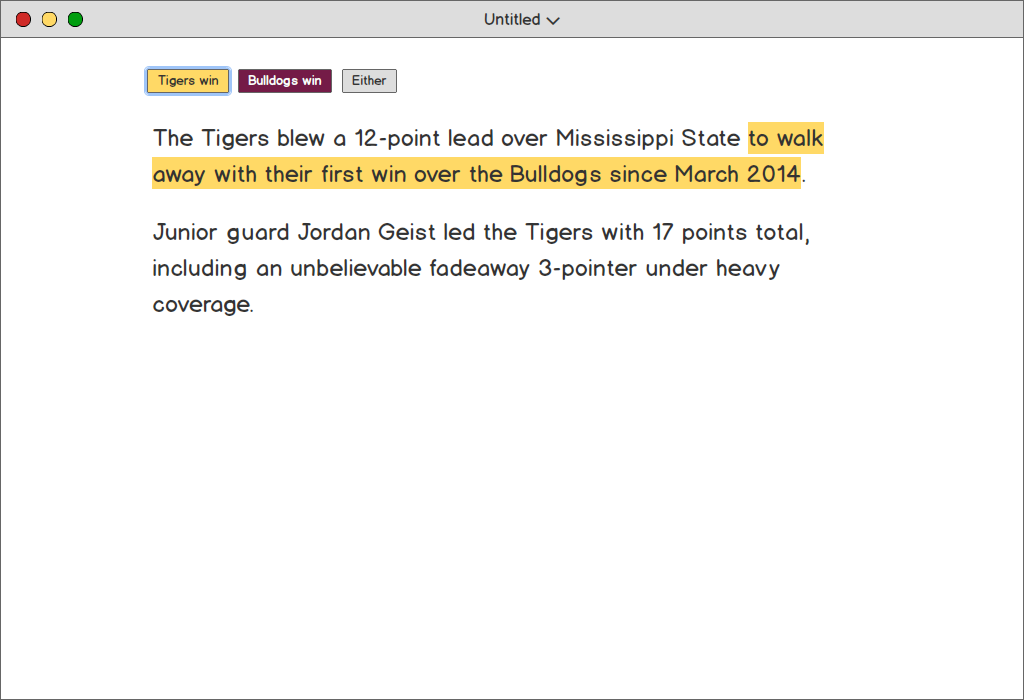 Untitled
Tigers win Bulldogs win Either
The Tigers blew a 12-point lead over Mississippi State to walk
away with their first win over the Bulldogs since March 2014.
Junior guard Jordan Geist led the Tigers with 17 points total,
including an unbelievable fadeaway 3-pointer under heavy
coverage.